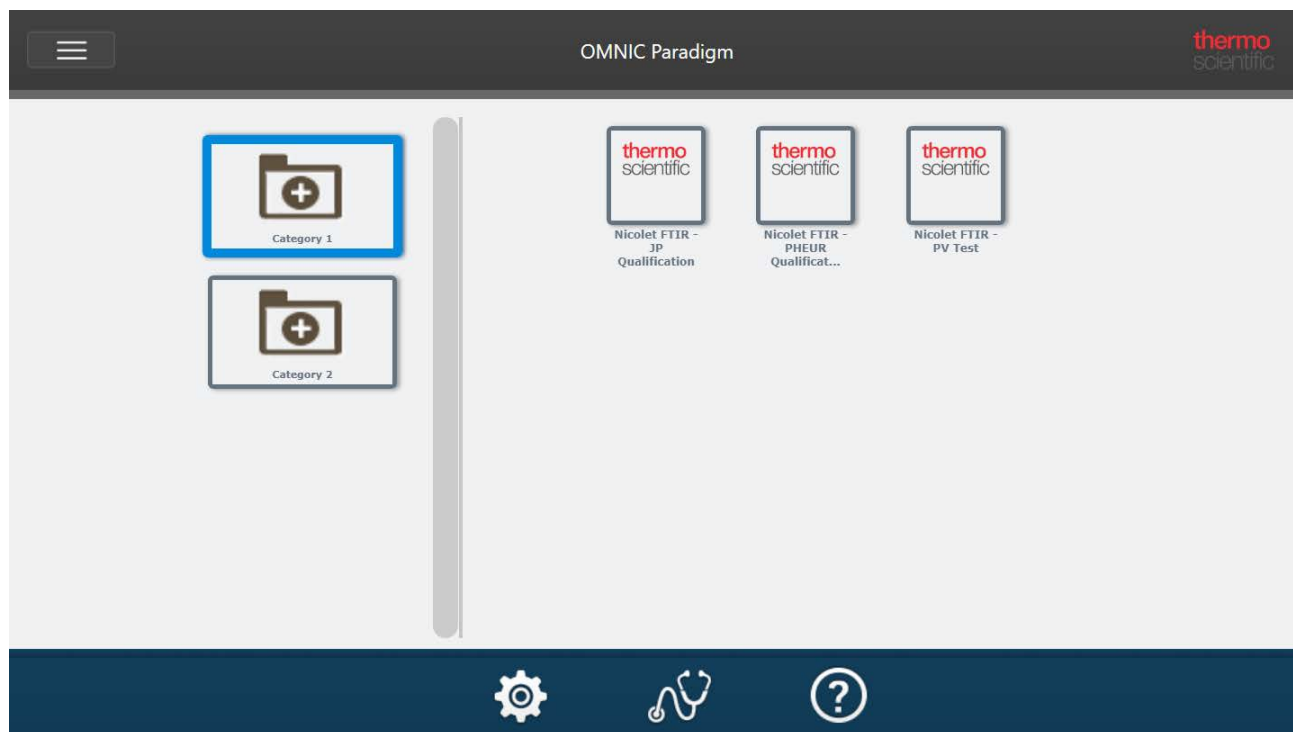 OMNIC Paradigm
thermo
scientific
Category 1
Category 2
thermo
scientific
Nicolet FTIR -
JP
Qualification
thermo
scientific
Nicolet FTIR -
PHEUR
Qualificat...
thermo
scientific
Nicolet FTIR -
PV Test
?